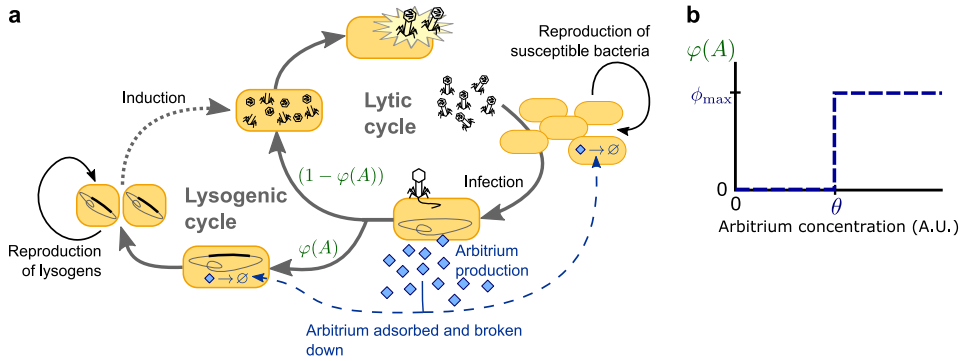 a
Reproduction of
susceptible bacteria
Induction
Lytic
cycle
◆→∅
(1 − φ(A))
Infection
Lysogenic
cycle
Reproduction
of lysogens
φ(A)
◆→∅
Arbitrium
production
Arbitrium adsorbed and broken
down
b
φ(A)
ϕmax
0
0
θ
Arbitrium concentration (A.U.)